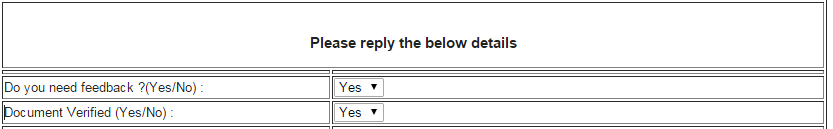 Please reply the below details
Do you need feedback ?(Yes/No) : Yes
Document Verified (Yes/No) : Yes